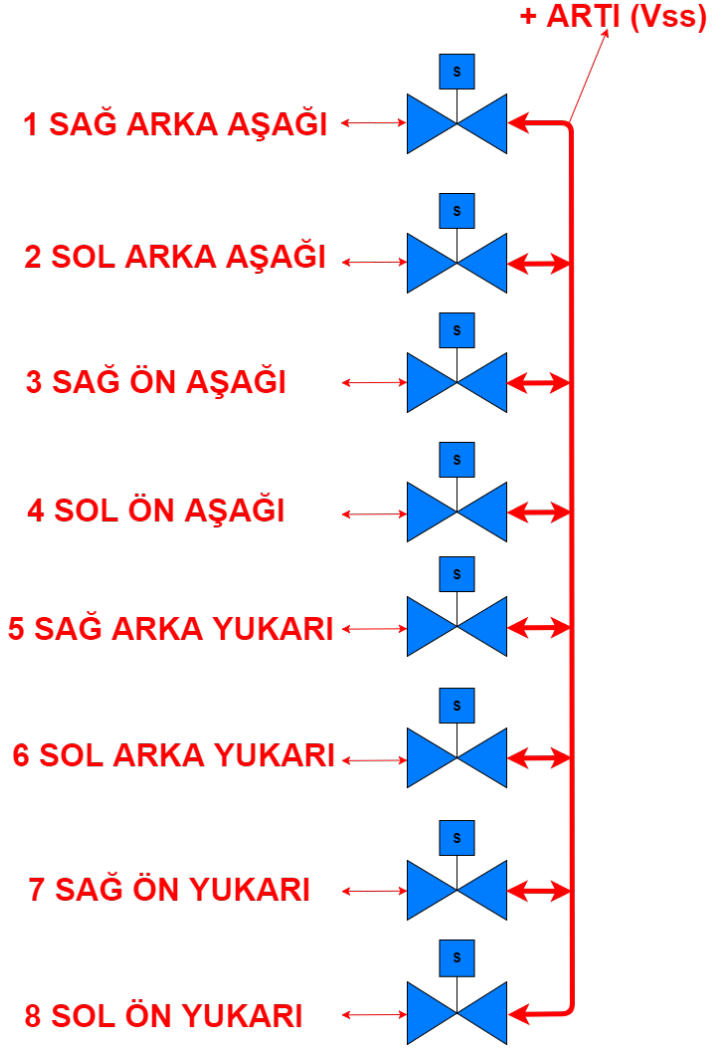 + ARTI (Vss)
S
1 SAĞ ARKA AŞAĞI
S
2 SOL ARKA AŞAĞI
S
3 SAĞ ÖN AŞAĞI
S
4 SOL ÖN AŞAĞI
S
5 SAĞ ARKA YUKARI
S
6 SOL ARKA YUKARI
S
7 SAĞ ÖN YUKARI
S
8 SOL ÖN YUKARI